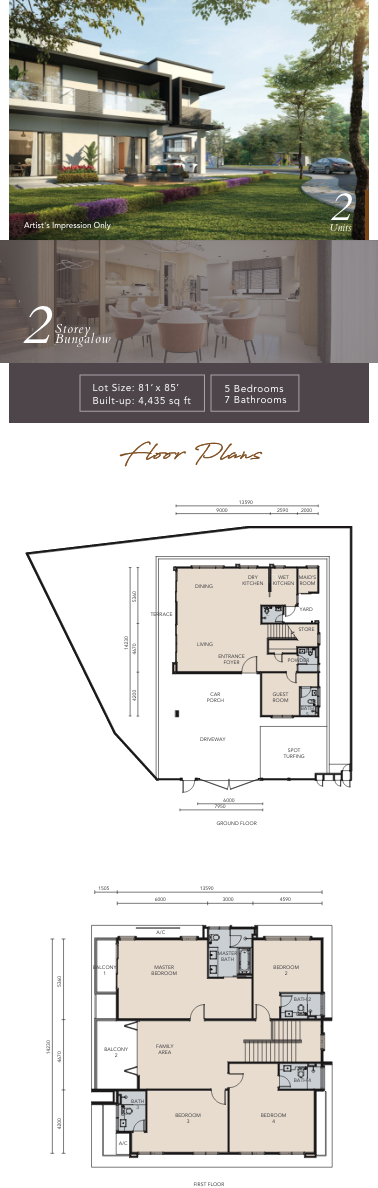 Artist's Impression Only
2
Units
2 Storey
Bungalow
Lot Size: 81' x 85'
Built-up: 4,435 sq ft
5 Bedrooms
7 Bathrooms
Floor Plans
13590
9000
2590
2000
DINING
DRY
KITCHEN
WET
KITCHEN
MAID'S
ROOM
YARD
TERRACE
STORE
LIVING
ENTRANCE
FOYER
POWDER
5360
14230
4670
4200
CAR
PORCH
GUEST
ROOM
DRIVEWAY
SPOT
TURFING
6000
7950
GROUND FLOOR
1505
13590
6000
3000
4590
A/C
BALCONY
1
MASTER
BEDROOM
MASTER
BATH
BEDROOM
2
BATH 2
5360
14230
4670
4200
BALCONY
2
FAMILY
AREA
BATH 4
BATH
3
BEDROOM
3
BEDROOM
4
A/C
FIRST FLOOR